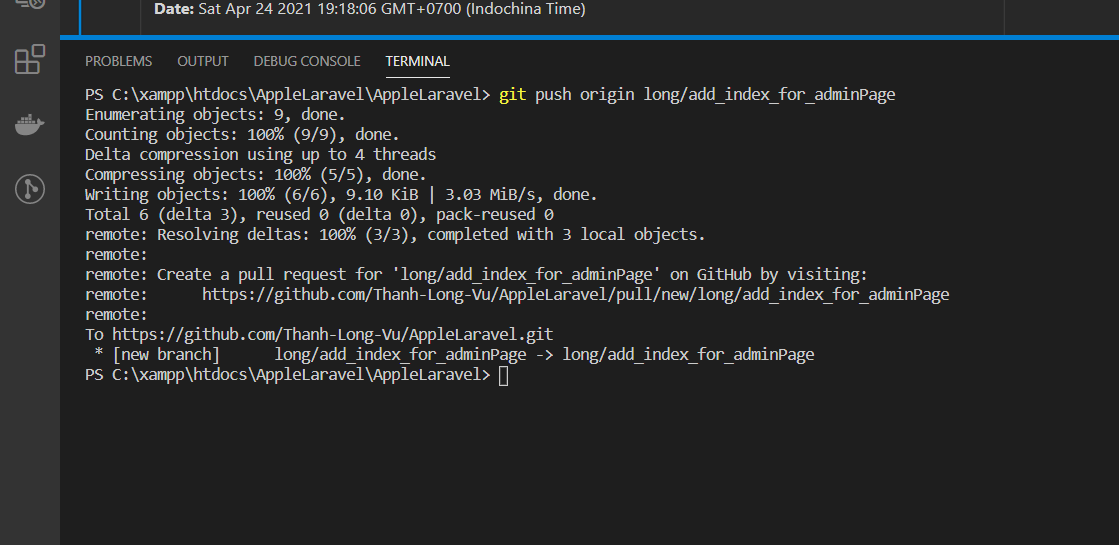 Date: Sat Apr 24 2021 19:18:06 GMT+0700 (Indochina Time)
PROBLEMS OUTPUT DEBUG CONSOLE TERMINAL
PS C:\xampp\htdocs\AppleLaravel\AppleLaravel> git push origin long/add_index_for_adminPage
Enumerating objects: 9, done.
Counting objects: 100% (9/9), done.
Delta compression using up to 4 threads
Compressing objects: 100% (5/5), done.
Writing objects: 100% (6/6), 9.10 KiB | 3.03 MiB/s, done.
Total 6 (delta 3), reused 0 (delta 0), pack-reused 0
remote: Resolving deltas: 100% (3/3), completed with 3 local objects.
remote:
remote: Create a pull request for 'long/add_index_for_adminPage' on GitHub by visiting:
remote:      https://github.com/Thanh-Long-Vu/AppleLaravel/pull/new/long/add_index_for_adminPage
remote:
To https://github.com/Thanh-Long-Vu/AppleLaravel.git
 * [new branch]      long/add_index_for_adminPage -> long/add_index_for_adminPage
PS C:\xampp\htdocs\AppleLaravel\AppleLaravel>